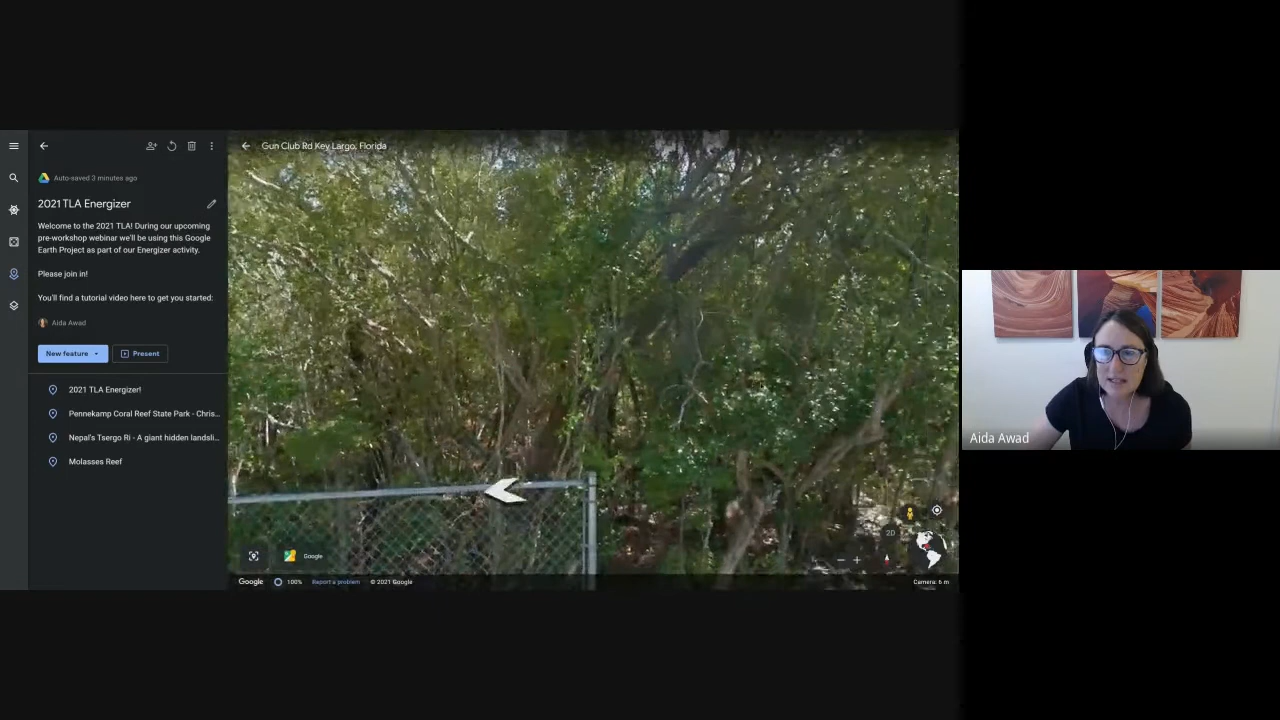 Gun Club Rd Key Largo, Florida
Auto-saved 3 minutes ago
2021 TLA Energizer
Welcome to the 2021 TLA! During our upcoming
pre-workshop webinar we'll be using this Google
Earth Project as part of our Energizer activity.
Please join in!
You'll find a tutorial video here to get you started:
Aida Awad
New feature
Present
2021 TLA Energizer!
Pennekamp Coral Reef State Park - Chris...
Nepal's Tsergo Ri - A giant hidden landsli...
Molasses Reef
2D
Google
Google
100%
Report a problem
© 2021 Google
Camera: 6 m
Aida Awad